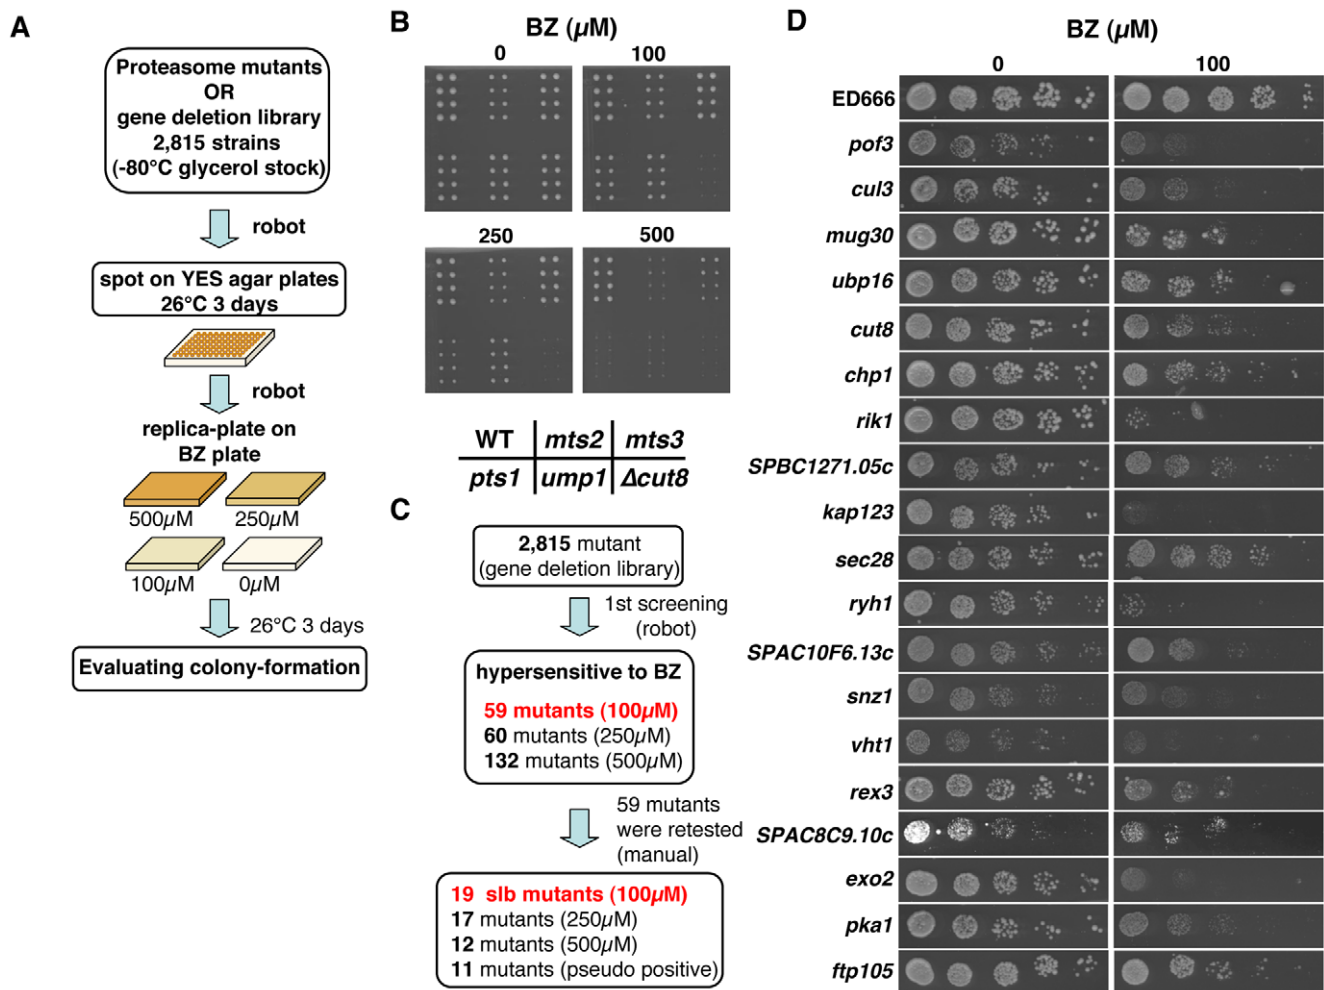 A
Proteasome mutants
OR
gene deletion library
2,815 strains
(-80°C glycerol stock)
robot
spot on YES agar plates
26°C 3 days
robot
replica-plate on
BZ plate
500µM
250µM
100µM
0µM
26°C 3 days
Evaluating colony-formation
B
BZ (µM)
0
100
250
500
WT mts2 mts3
pts1 ump1 Δcut8
C
2,815 mutant
(gene deletion library)
1st screening
(robot)
hypersensitive to BZ
59 mutants (100µM)
60 mutants (250µM)
132 mutants (500µM)
59 mutants
were retested
(manual)
19 slb mutants (100µM)
17 mutants (250µM)
12 mutants (500µM)
11 mutants (pseudo positive)
D
BZ (µM)
0
100
ED666
pof3
cul3
mug30
ubp16
cut8
chp1
rik1
SPBC1271.05c
kap123
sec28
ryh1
SPAC10F6.13c
snz1
vht1
rex3
SPAC8C9.10c
exo2
pka1
ftp105